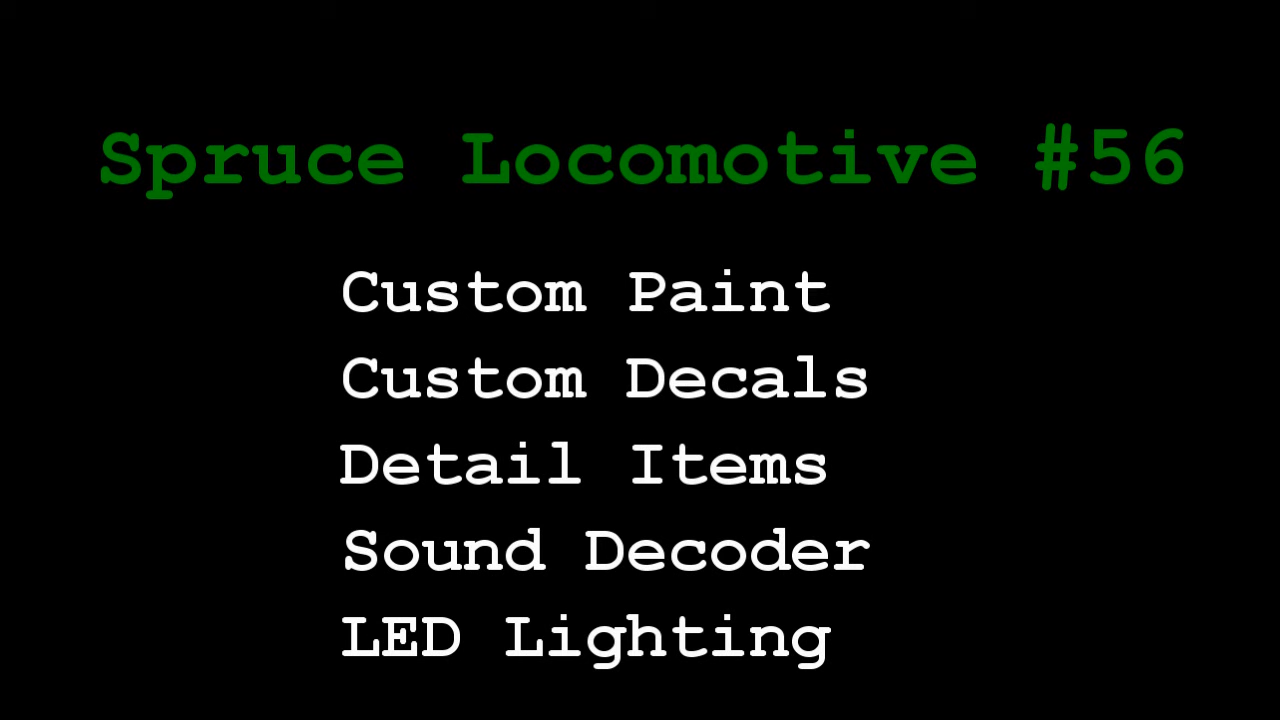 Spruce Locomotive #56
Custom Paint
Custom Decals
Detail Items
Sound Decoder
LED Lighting